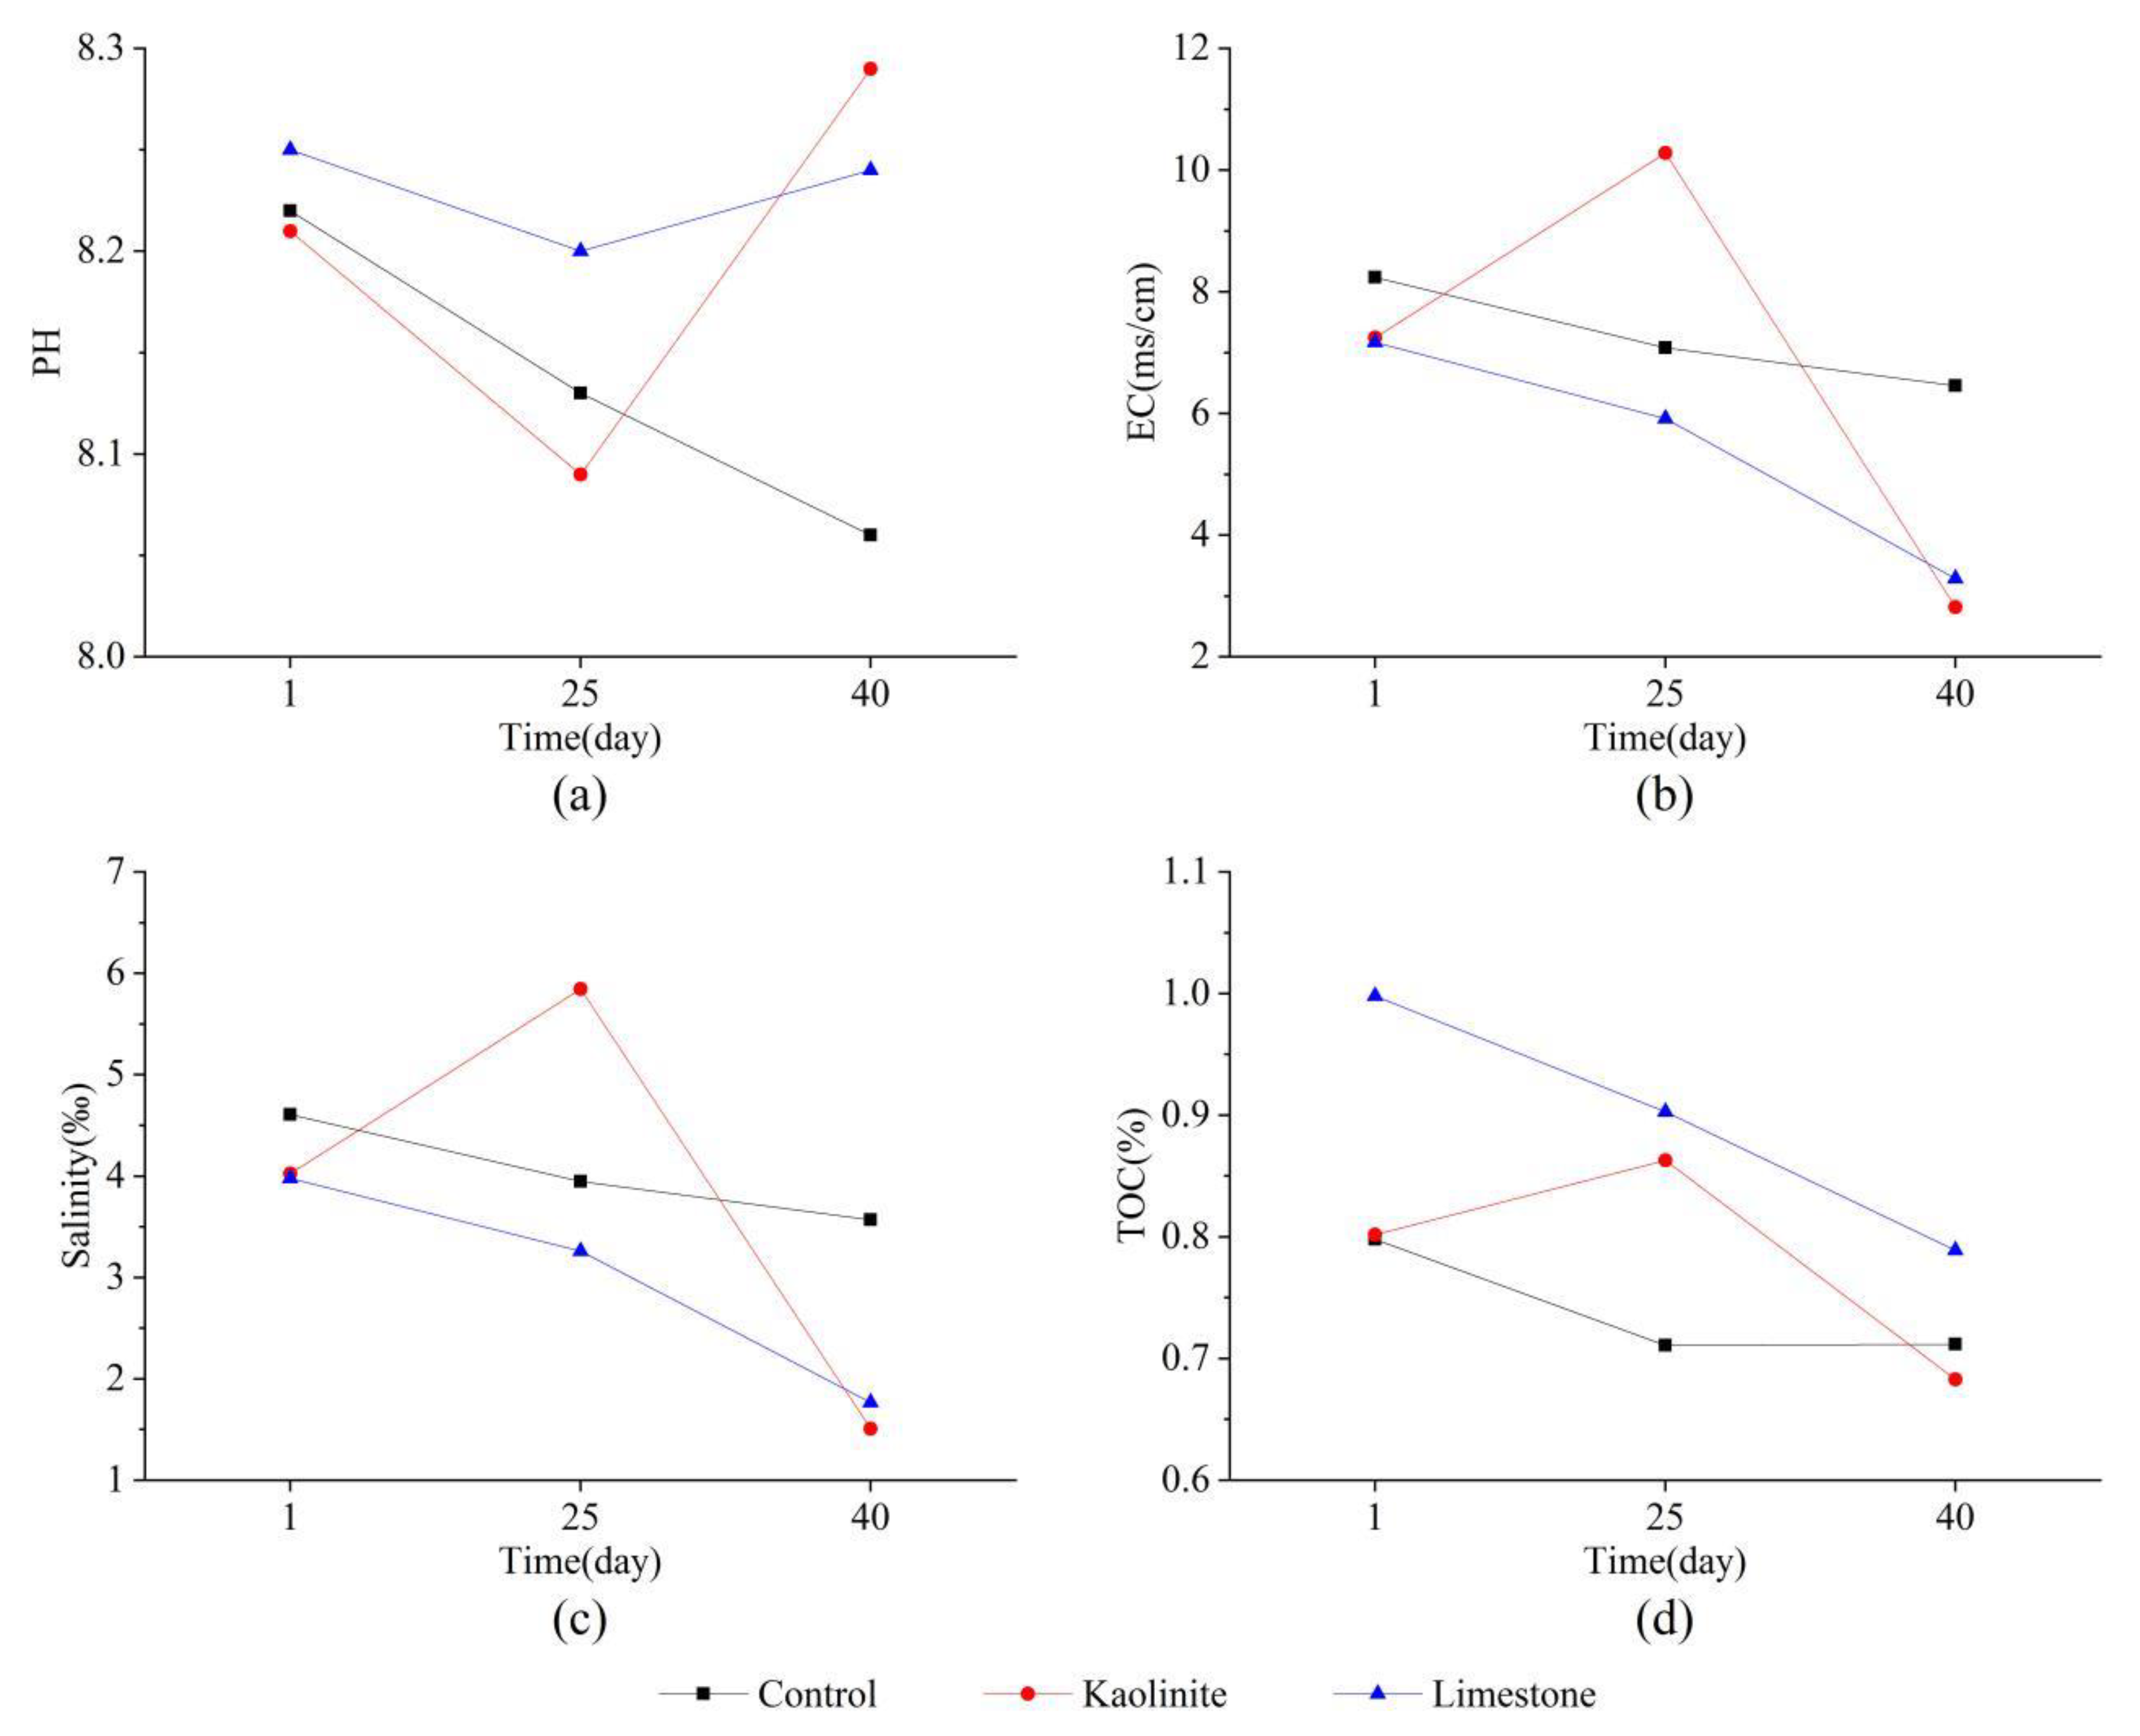 8.3
8.2
8.1
8.0
PH
1 25 40
Time(day)
(a)
12
10
8
6
4
2
EC(ms/cm)
1 25 40
Time(day)
(b)
7
6
5
4
3
2
1
Salinity(‰)
1 25 40
Time(day)
(c)
1.1
1.0
0.9
0.8
0.7
0.6
TOC(%)
1 25 40
Time(day)
(d)
Control Kaolinite Limestone